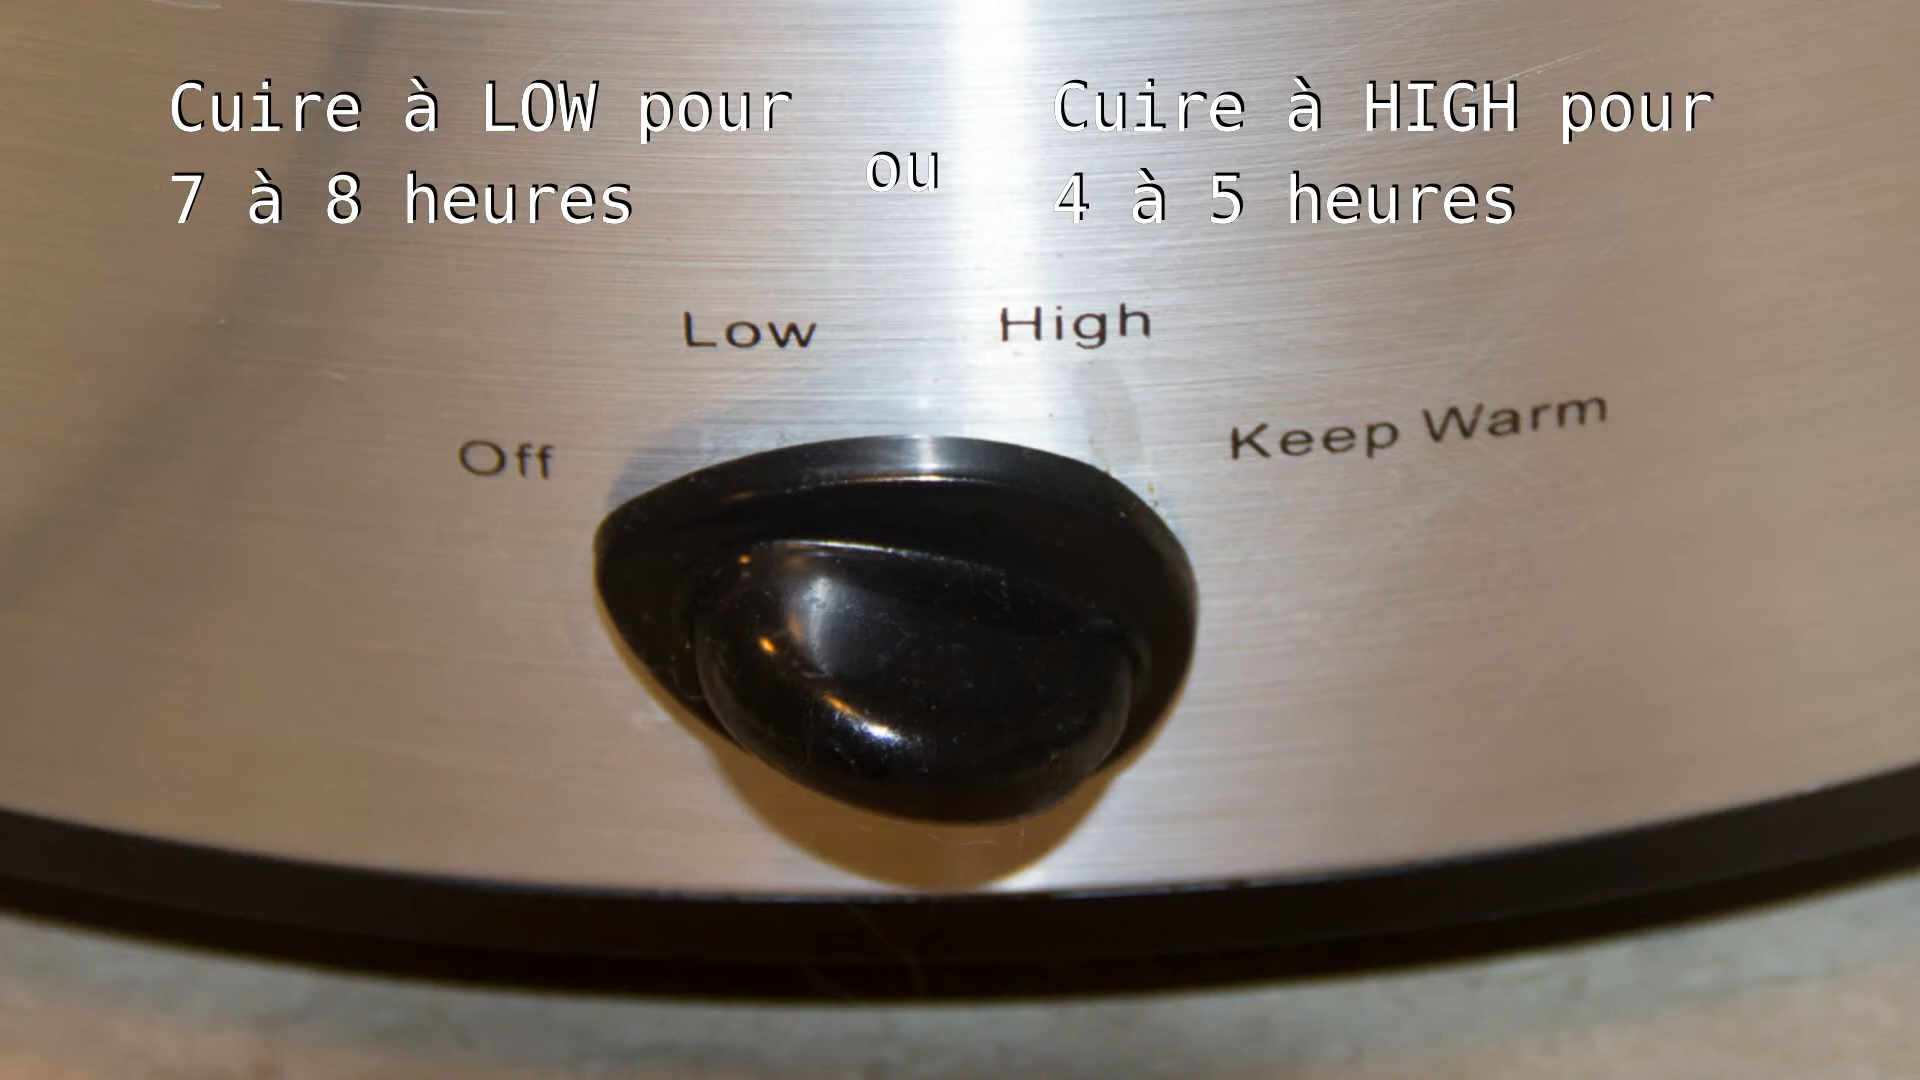 Cuire à LOW pour
7 à 8 heures
ou
Cuire à HIGH pour
4 à 5 heures
Low
High
Off
Keep Warm